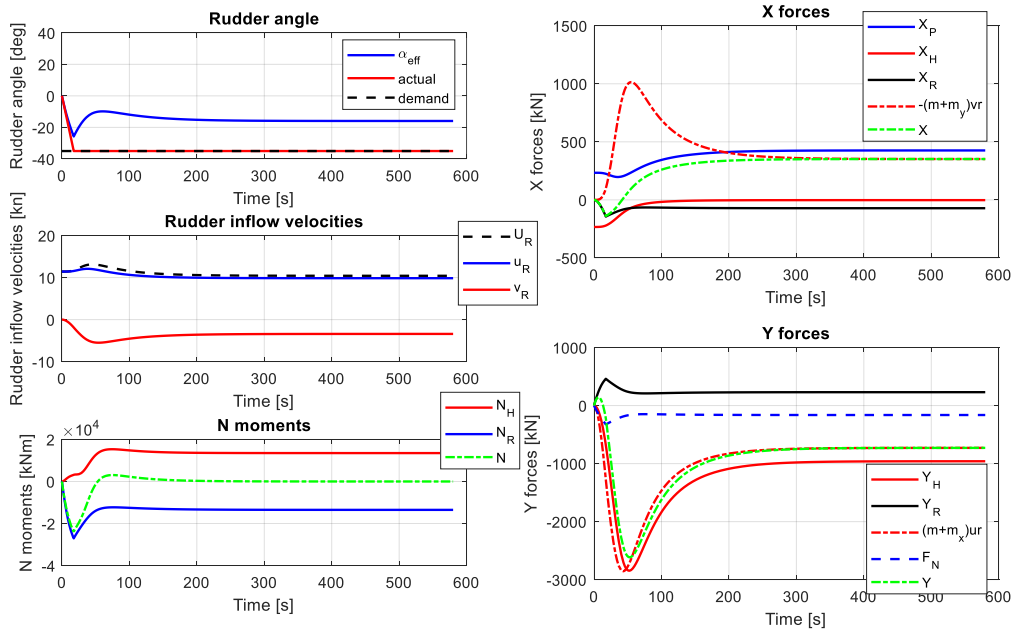 Rudder angle
Rudder angle [deg]
40
20
0
-20
-40
α_eff
actual
demand
0 100 200 300 400 500 600
Time [s]
Rudder inflow velocities
Rudder inflow velocities [kn]
20
10
0
-10
U_R
u_R
v_R
0 100 200 300 400 500 600
Time [s]
N moments
N moments [kNm]
×10^4
2
0
-2
-4
N_H
N_R
N
0 100 200 300 400 500 600
Time [s]
X forces
X forces [kN]
1500
1000
500
0
-500
X_P
X_H
X_R
-(m+m_y)vr
X
0 100 200 300 400 500 600
Time [s]
Y forces
Y forces [kN]
1000
0
-1000
-2000
-3000
Y_H
Y_R
(m+m_x)ur
F_N
Y
0 100 200 300 400 500 600
Time [s]